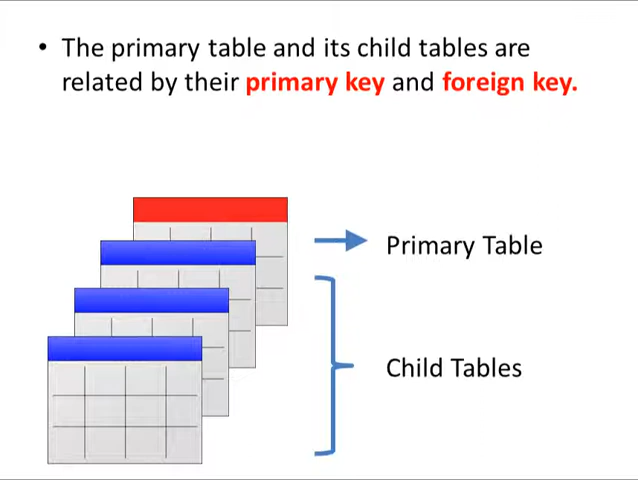 • The primary table and its child tables are
related by their primary key and foreign key.
Primary Table
Child Tables